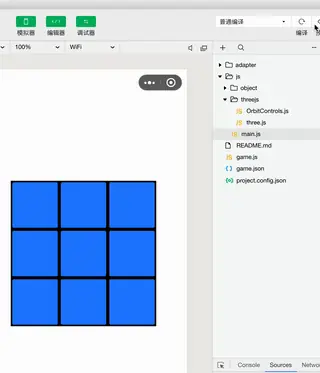 普通编译
模拟器 编辑器 调试器 编译
100% WiFi
adapter
js
object
threejs
OrbitControls.js
three.js
main.js
README.md
game.js
game.json
project.config.json
Console Sources